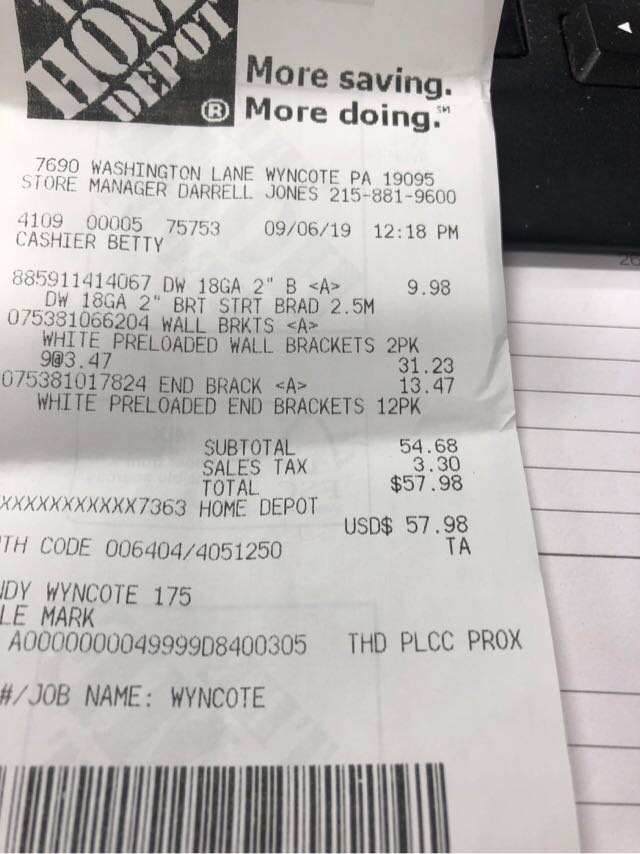 THE HOME DEPOT ®
More saving.
More doing.℠
7690 WASHINGTON LANE WYNCOTE PA 19095
STORE MANAGER DARRELL JONES 215-881-9600
4109 00005 75753 09/06/19 12:18 PM
CASHIER BETTY
885911414067 DW 18GA 2" B <A> 9.98
DW 18GA 2" BRT STRT BRAD 2.5M
075381066204 WALL BRKTS <A>
WHITE PRELOADED WALL BRACKETS 2PK
9@3.47 31.23
075381017824 END BRACK <A> 13.47
WHITE PRELOADED END BRACKETS 12PK
SUBTOTAL 54.68
SALES TAX 3.30
TOTAL $57.98
XXXXXXXXXXXX7363 HOME DEPOT
USD$ 57.98
TH CODE 006404/4051250 TA
DY WYNCOTE 175
LE MARK
A0000000049999D8400305 THD PLCC PROX
#/JOB NAME: WYNCOTE